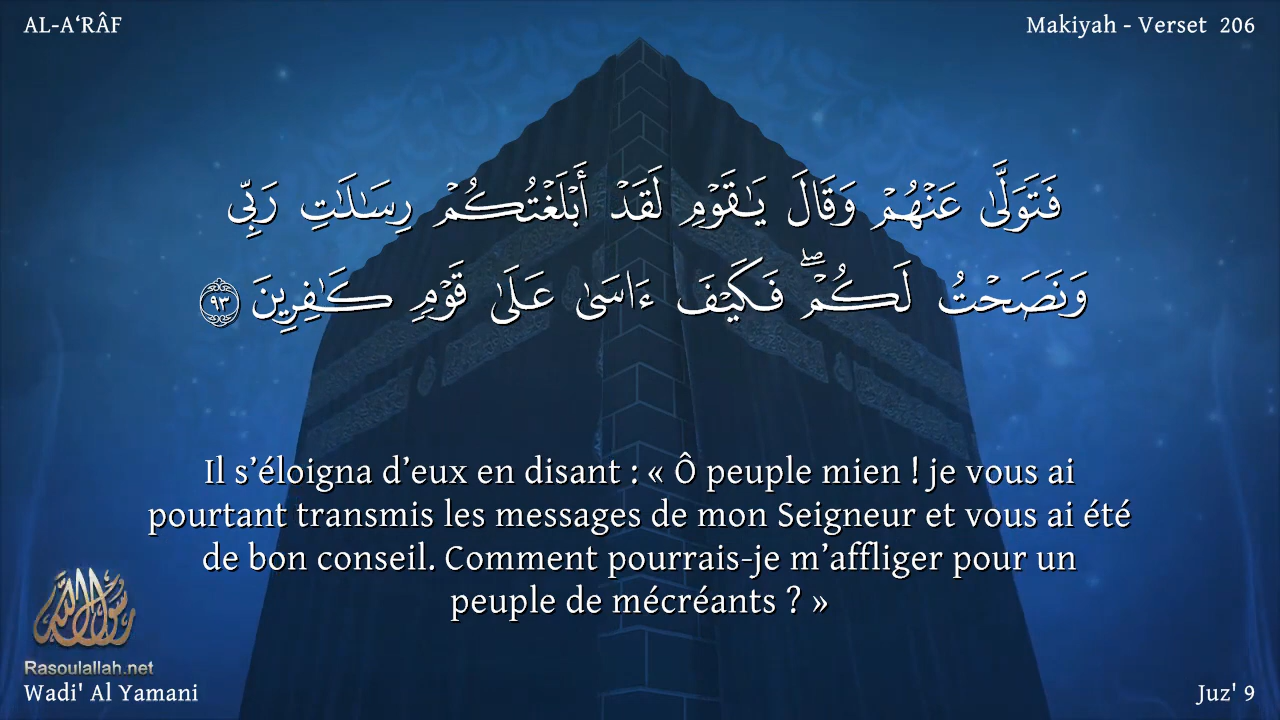 AL-A‘RÂF
Makiyah - Verset 206
فَتَوَلَّىٰ عَنْهُمْ وَقَالَ يَـٰقَوْمِ لَقَدْ أَبْلَغْتُكُمْ رِسَـٰلَـٰتِ رَبِّى
وَنَصَحْتُ لَكُمْ ۖ فَكَيْفَ ءَاسَىٰ عَلَىٰ قَوْمٍ كَـٰفِرِينَ ٩٣
Il s’éloigna d’eux en disant : « Ô peuple mien ! je vous ai
pourtant transmis les messages de mon Seigneur et vous ai été
de bon conseil. Comment pourrais-je m’affliger pour un
peuple de mécréants ? »
رسول الله
Rasoulallah.net
Wadi' Al Yamani
Juz' 9